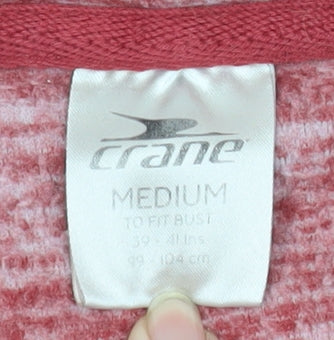 crane
MEDIUM
TO FIT BUST
39 - 41 Ins
99 - 104 cm